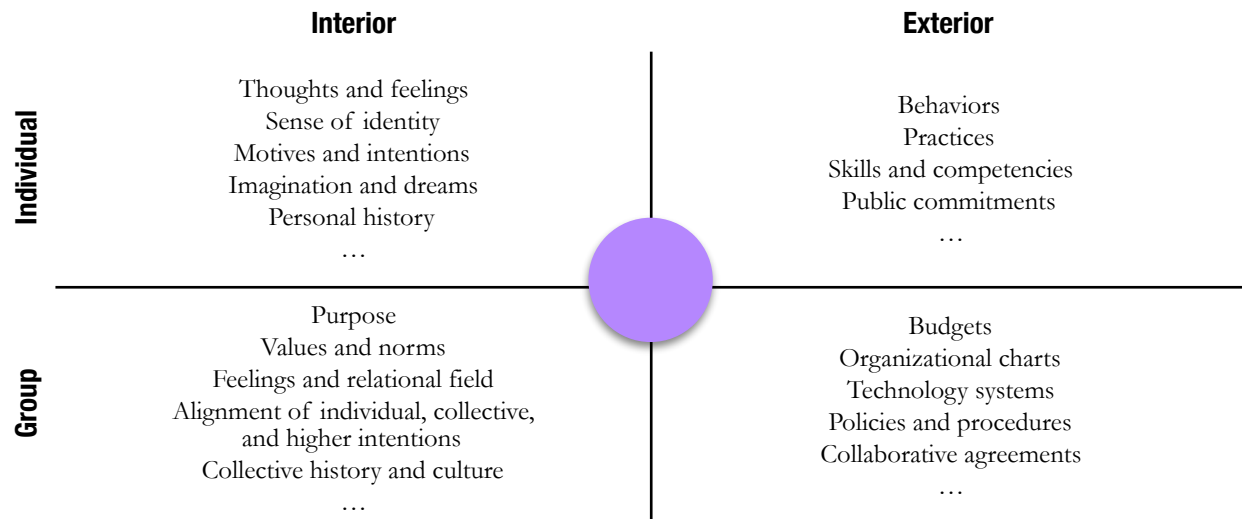 Interior
Exterior
Individual
Thoughts and feelings
Sense of identity
Motives and intentions
Imagination and dreams
Personal history
…
Behaviors
Practices
Skills and competencies
Public commitments
…
Group
Purpose
Values and norms
Feelings and relational field
Alignment of individual, collective,
and higher intentions
Collective history and culture
…
Budgets
Organizational charts
Technology systems
Policies and procedures
Collaborative agreements
…